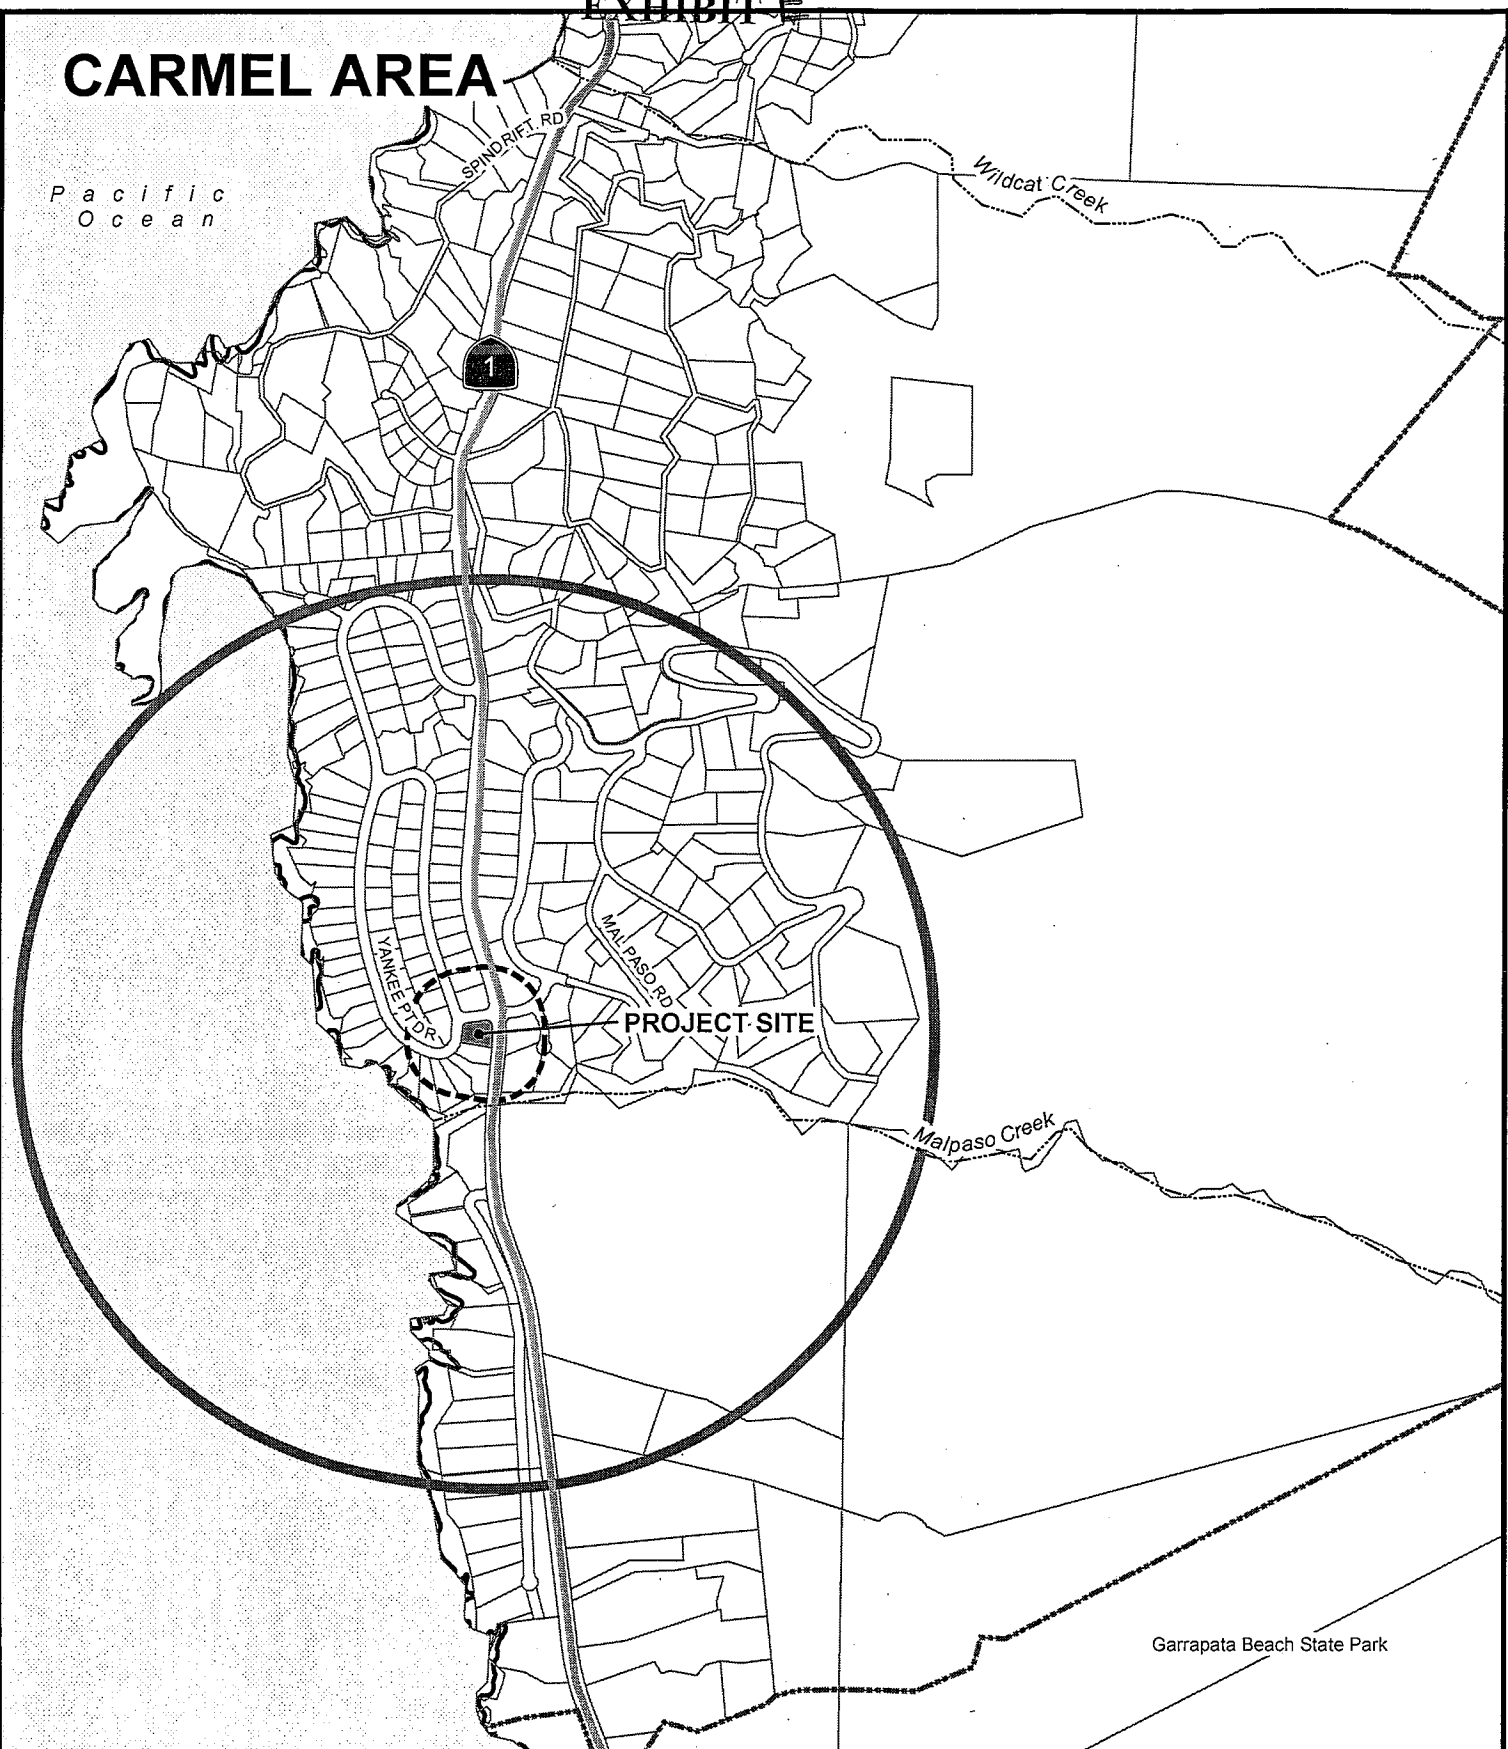 EXHIBIT E
CARMEL AREA
SPINDRIFT RD
Pacific
Ocean
Wildcat Creek
1
YANKEE PT DR
MAL PASO RD
PROJECT SITE
Malpaso Creek
Garrapata Beach State Park